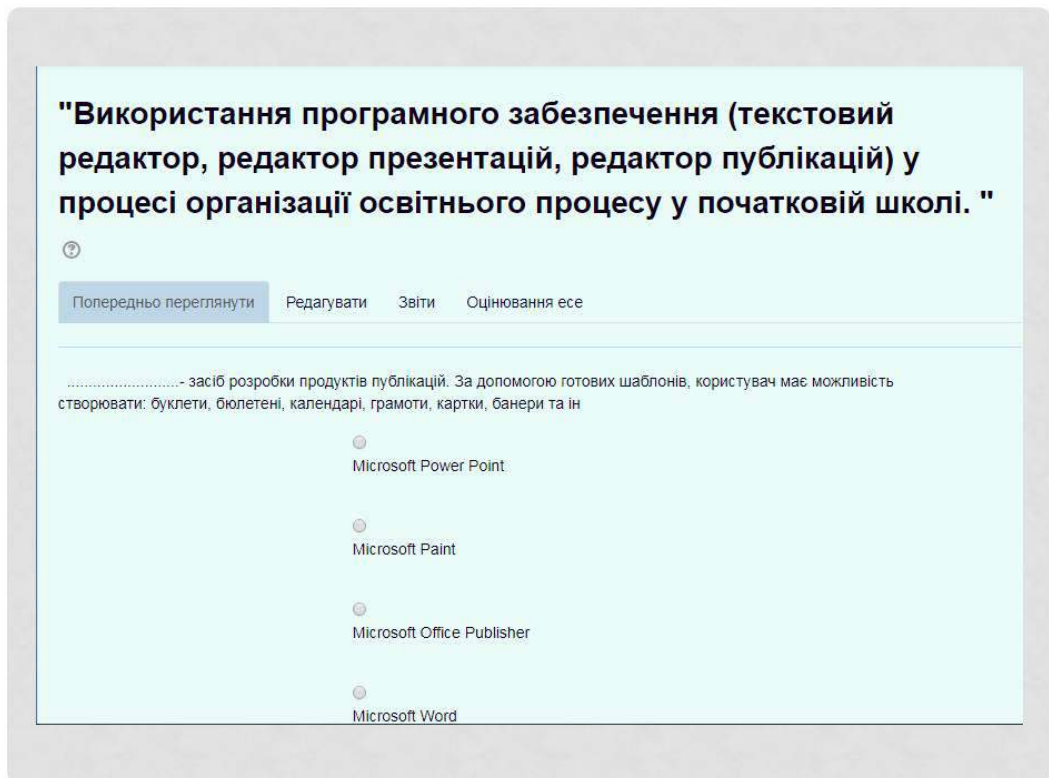 "Використання програмного забезпечення (текстовий
редактор, редактор презентацій, редактор публікацій) у
процесі організації освітнього процесу у початковій школі. "
?
Попередньо переглянути Редагувати Звіти Оцінювання есе
..........................- засіб розробки продуктів публікацій. За допомогою готових шаблонів, користувач має можливість
створювати: буклети, бюлетені, календарі, грамоти, картки, банери та ін
Microsoft Power Point
Microsoft Paint
Microsoft Office Publisher
Microsoft Word